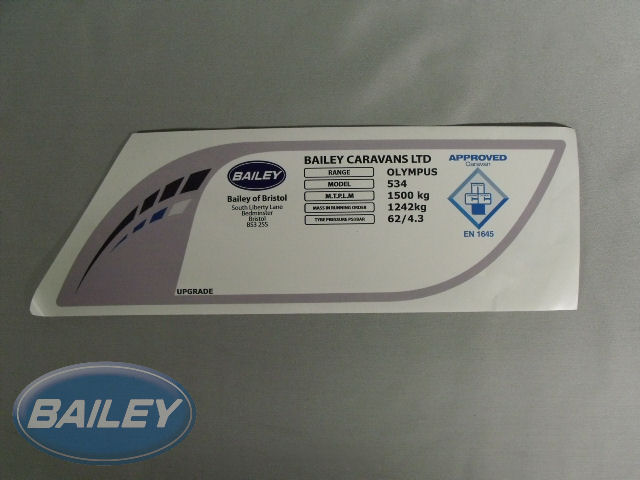 BAILEY
Bailey of Bristol
South Liberty Lane
Bedminster
Bristol
BS3 2SS
BAILEY CARAVANS LTD
RANGE OLYMPUS
MODEL 534
M.T.P.L.M 1500 kg
MASS IN RUNNING ORDER 1242kg
TYRE PRESSURE PSI/BAR 62/4.3
APPROVED
Caravan
EN 1645
UPGRADE
BAILEY